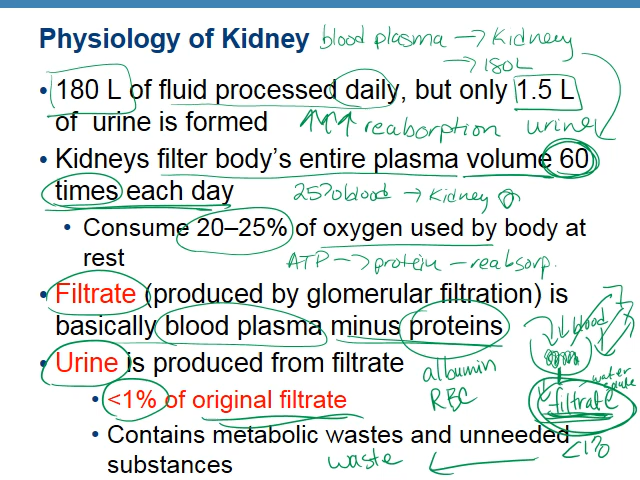 Physiology of Kidney blood plasma → Kidney
→ 180L
• 180 L of fluid processed daily, but only 1.5 L
of urine is formed ↑↑↑ reaborption urine
• Kidneys filter body's entire plasma volume 60
times each day 25% blood → Kidney
• Consume 20–25% of oxygen used by body at
rest ATP → protein - reabsorp.
• Filtrate (produced by glomerular filtration) is
basically blood plasma minus proteins
↓ blood
• Urine is produced from filtrate albumin
water
solute
• <1% of original filtrate RBC filtrate
• Contains metabolic wastes and unneeded <1%
substances waste ←